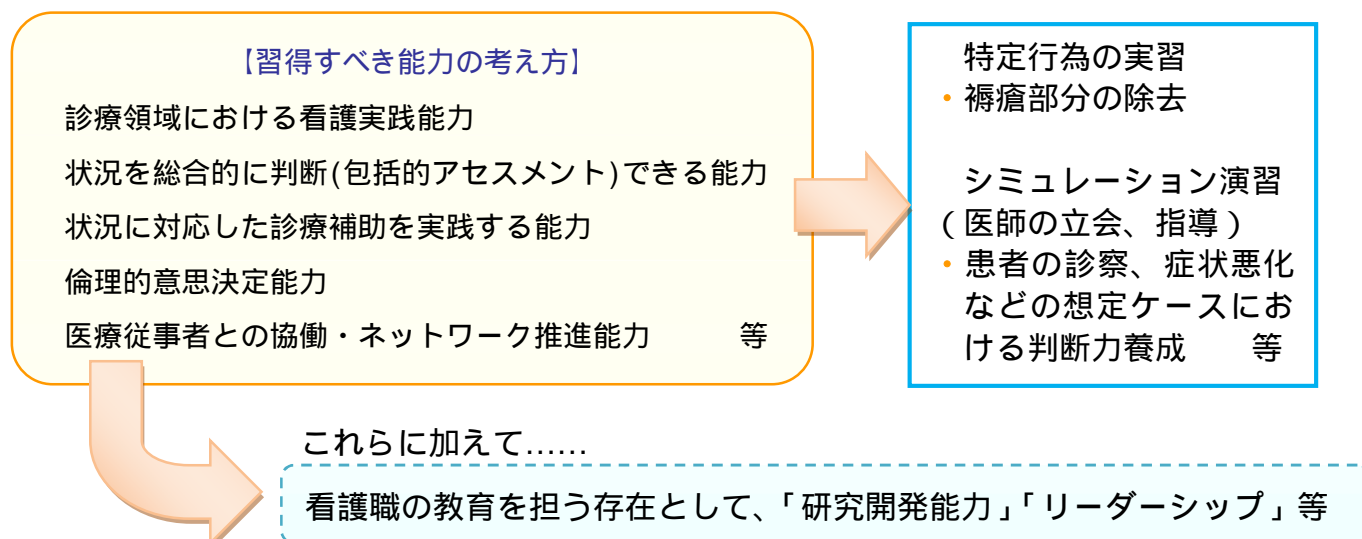 【習得すべき能力の考え方】
診療領域における看護実践能力
状況を総合的に判断(包括的アセスメント)できる能力
状況に対応した診療補助を実践する能力
倫理的意思決定能力
医療従事者との協働・ネットワーク推進能力　　等
特定行為の実習
・褥瘡部分の除去
シミュレーション演習
（医師の立会、指導）
・患者の診察、症状悪化
などの想定ケースにお
ける判断力養成　　等
これらに加えて……
看護職の教育を担う存在として、「研究開発能力」「リーダーシップ」等